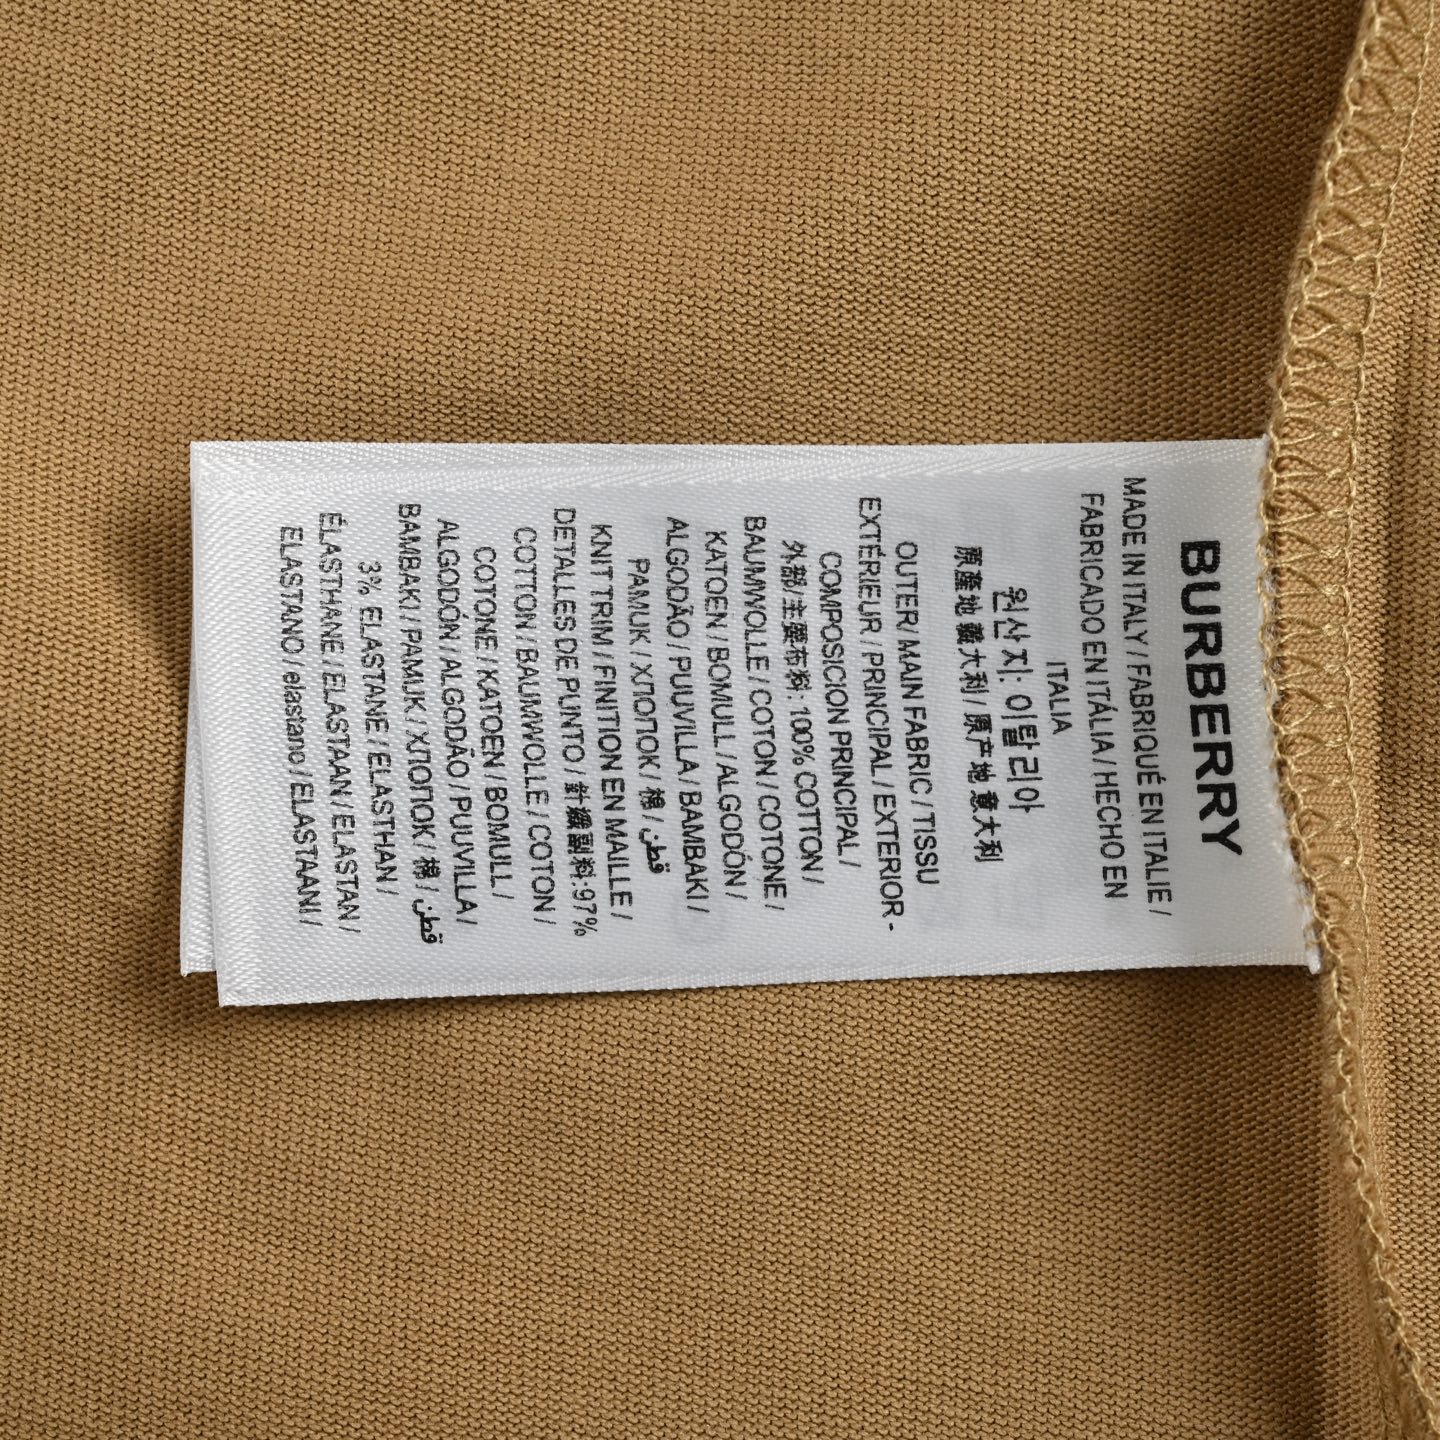 BURBERRY
MADE IN ITALY / FABRIQUÉ EN ITALIE /
FABRICADO EN ITÁLIA / HECHO EN
ITALIA
원산지: 이탈리아
原產地 義大利 / 原产地 意大利
OUTER/ MAIN FABRIC / TISSU
EXTÉRIEUR / PRINCIPAL / EXTERIOR -
COMPOSICION PRINCIPAL /
外部/主要布料: 100% COTTON /
BAUMWOLLE / COTON / COTONE /
KATOEN / BOMULL / ALGODÓN /
ALGODÃO / PUUVILLA / BAMBAKI /
PAMUK / ХЛОПОК / 棉 / قطن
KNIT TRIM / FINITION EN MAILLE /
DETALLES DE PUNTO / 針織副料:97%
COTTON / BAUMWOLLE / COTON /
COTONE / KATOEN / BOMULL /
ALGODÓN / ALGODÃO / PUUVILLA /
BAMBAKI / PAMUK / ХЛОПОК / 棉 / قطن
3% ELASTANE / ELASTHAN /
ÉLASTHANE / ELASTAAN / ELASTAN /
ELASTANO / elastano / ELASTAANI /